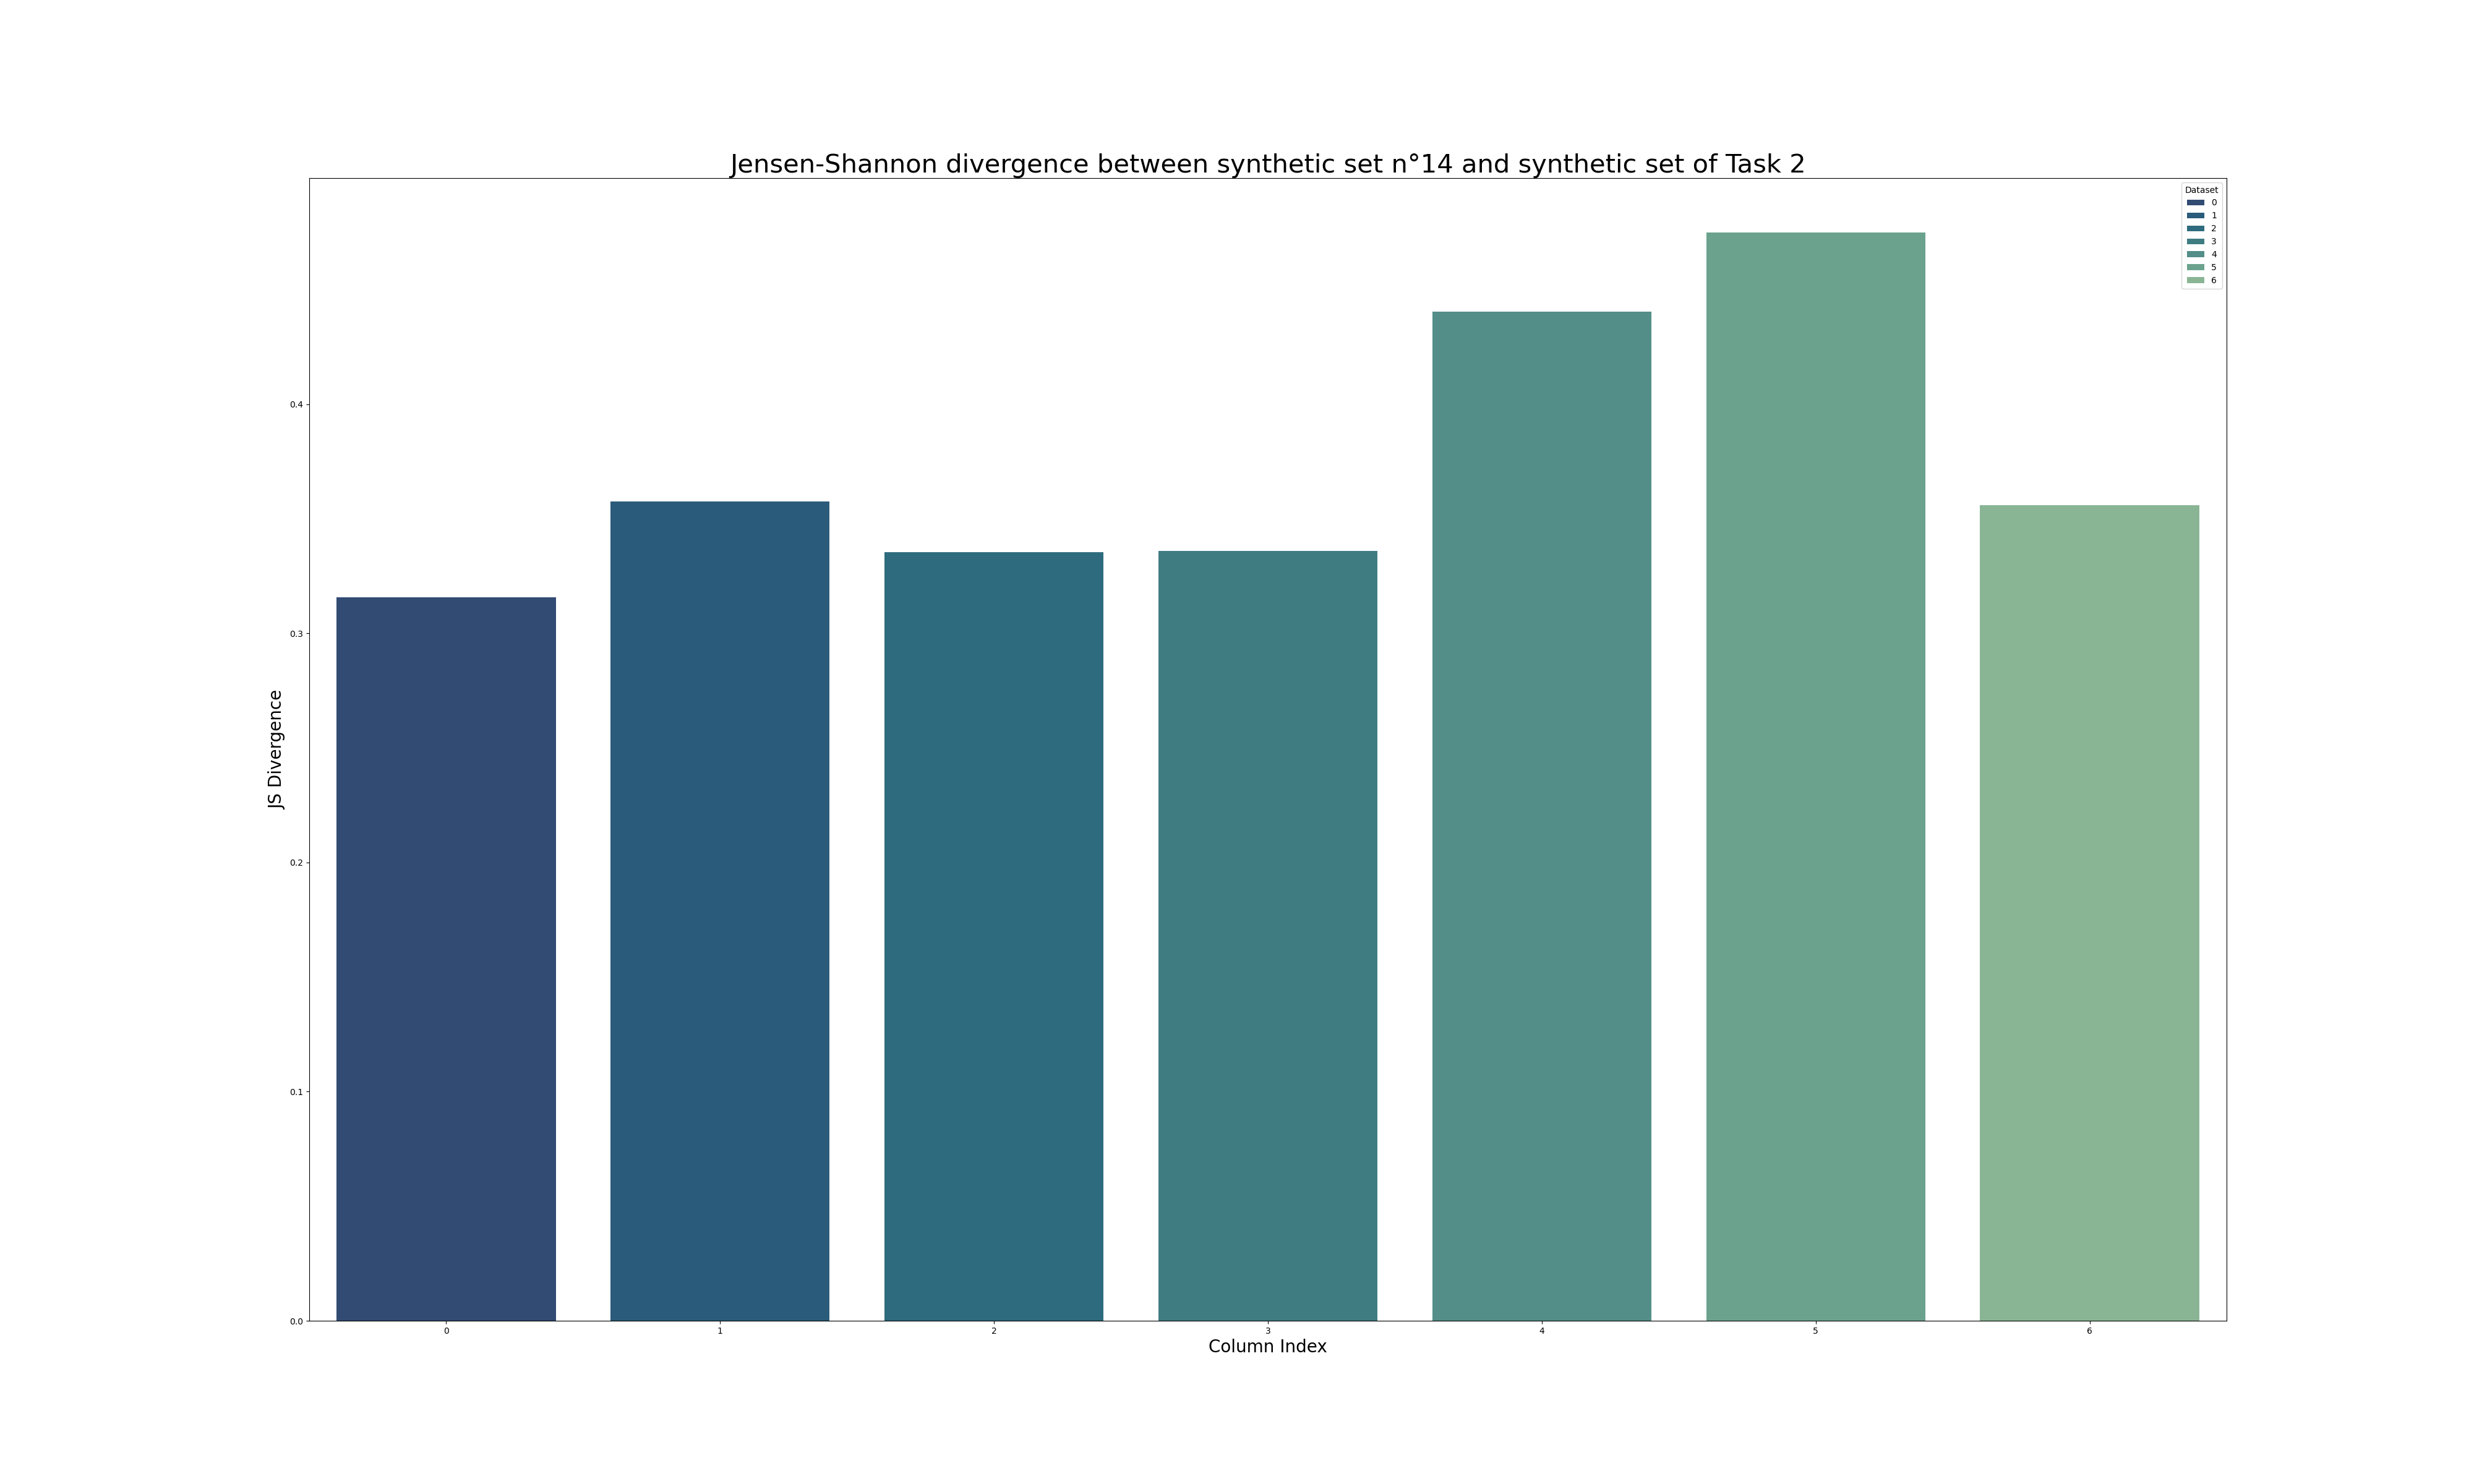 Jensen-Shannon divergence between synthetic set n°14 and synthetic set of Task 2
Dataset
0
1
2
3
4
5
6
JS Divergence
0.4
0.3
0.2
0.1
0.0
0 1 2 3 4 5 6
Column Index